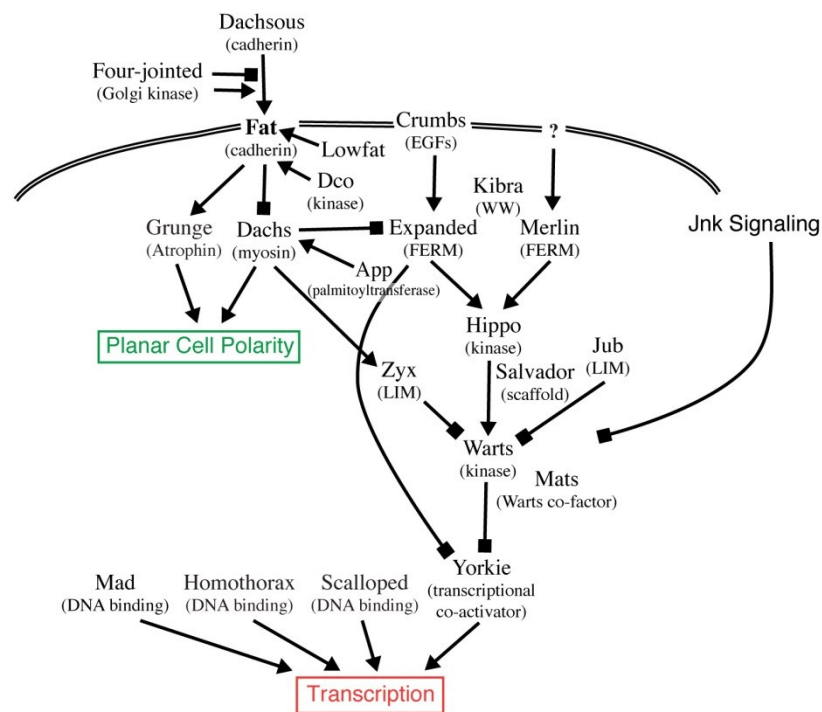 Dachsous
(cadherin)
Four-jointed
(Golgi kinase)
Fat
(cadherin)
Lowfat
Crumbs
(EGFs)
?
Dco
(kinase)
Kibra
(WW)
Grunge
(Atrophin)
Dachs
(myosin)
Expanded
(FERM)
Merlin
(FERM)
Jnk Signaling
App
(palmitoyltransferase)
Planar Cell Polarity
Hippo
(kinase)
Zyx
(LIM)
Salvador
(scaffold)
Jub
(LIM)
Warts
(kinase)
Mats
(Warts co-factor)
Mad
(DNA binding)
Homothorax
(DNA binding)
Scalloped
(DNA binding)
Yorkie
(transcriptional
co-activator)
Transcription